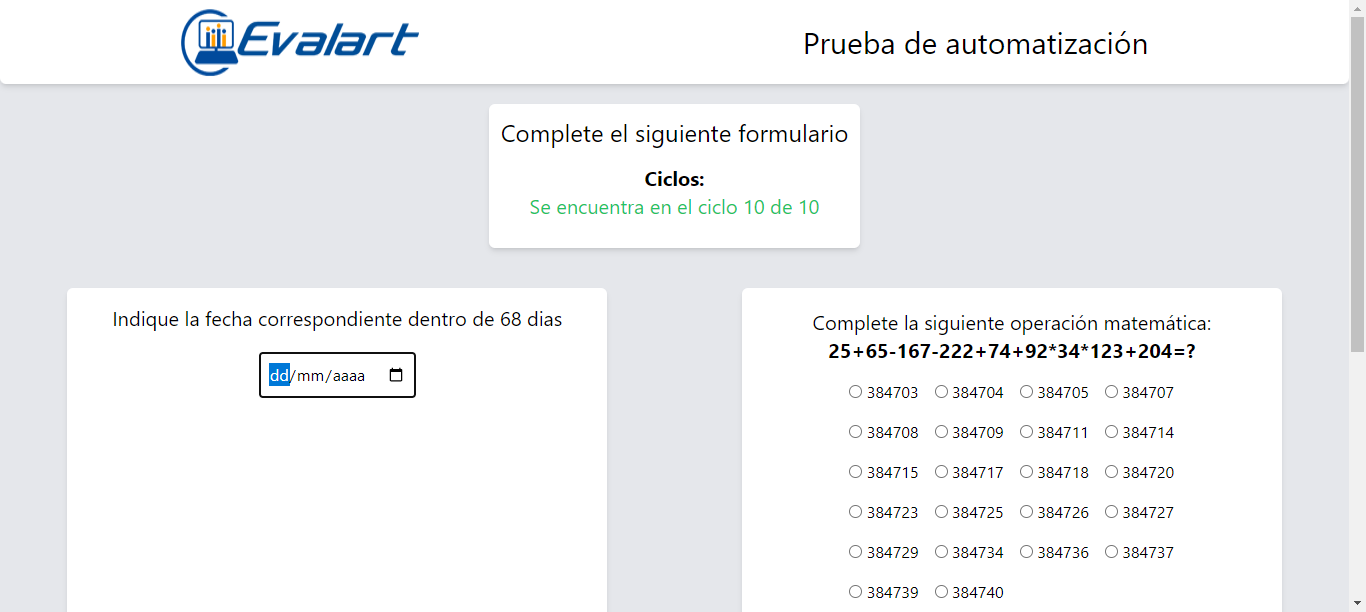 Evalart
Prueba de automatización
Complete el siguiente formulario
Ciclos:
Se encuentra en el ciclo 10 de 10
Indique la fecha correspondiente dentro de 68 dias
dd/mm/aaaa
Complete la siguiente operación matemática:
25+65-167-222+74+92*34*123+204=?
384703 384704 384705 384707
384708 384709 384711 384714
384715 384717 384718 384720
384723 384725 384726 384727
384729 384734 384736 384737
384739 384740